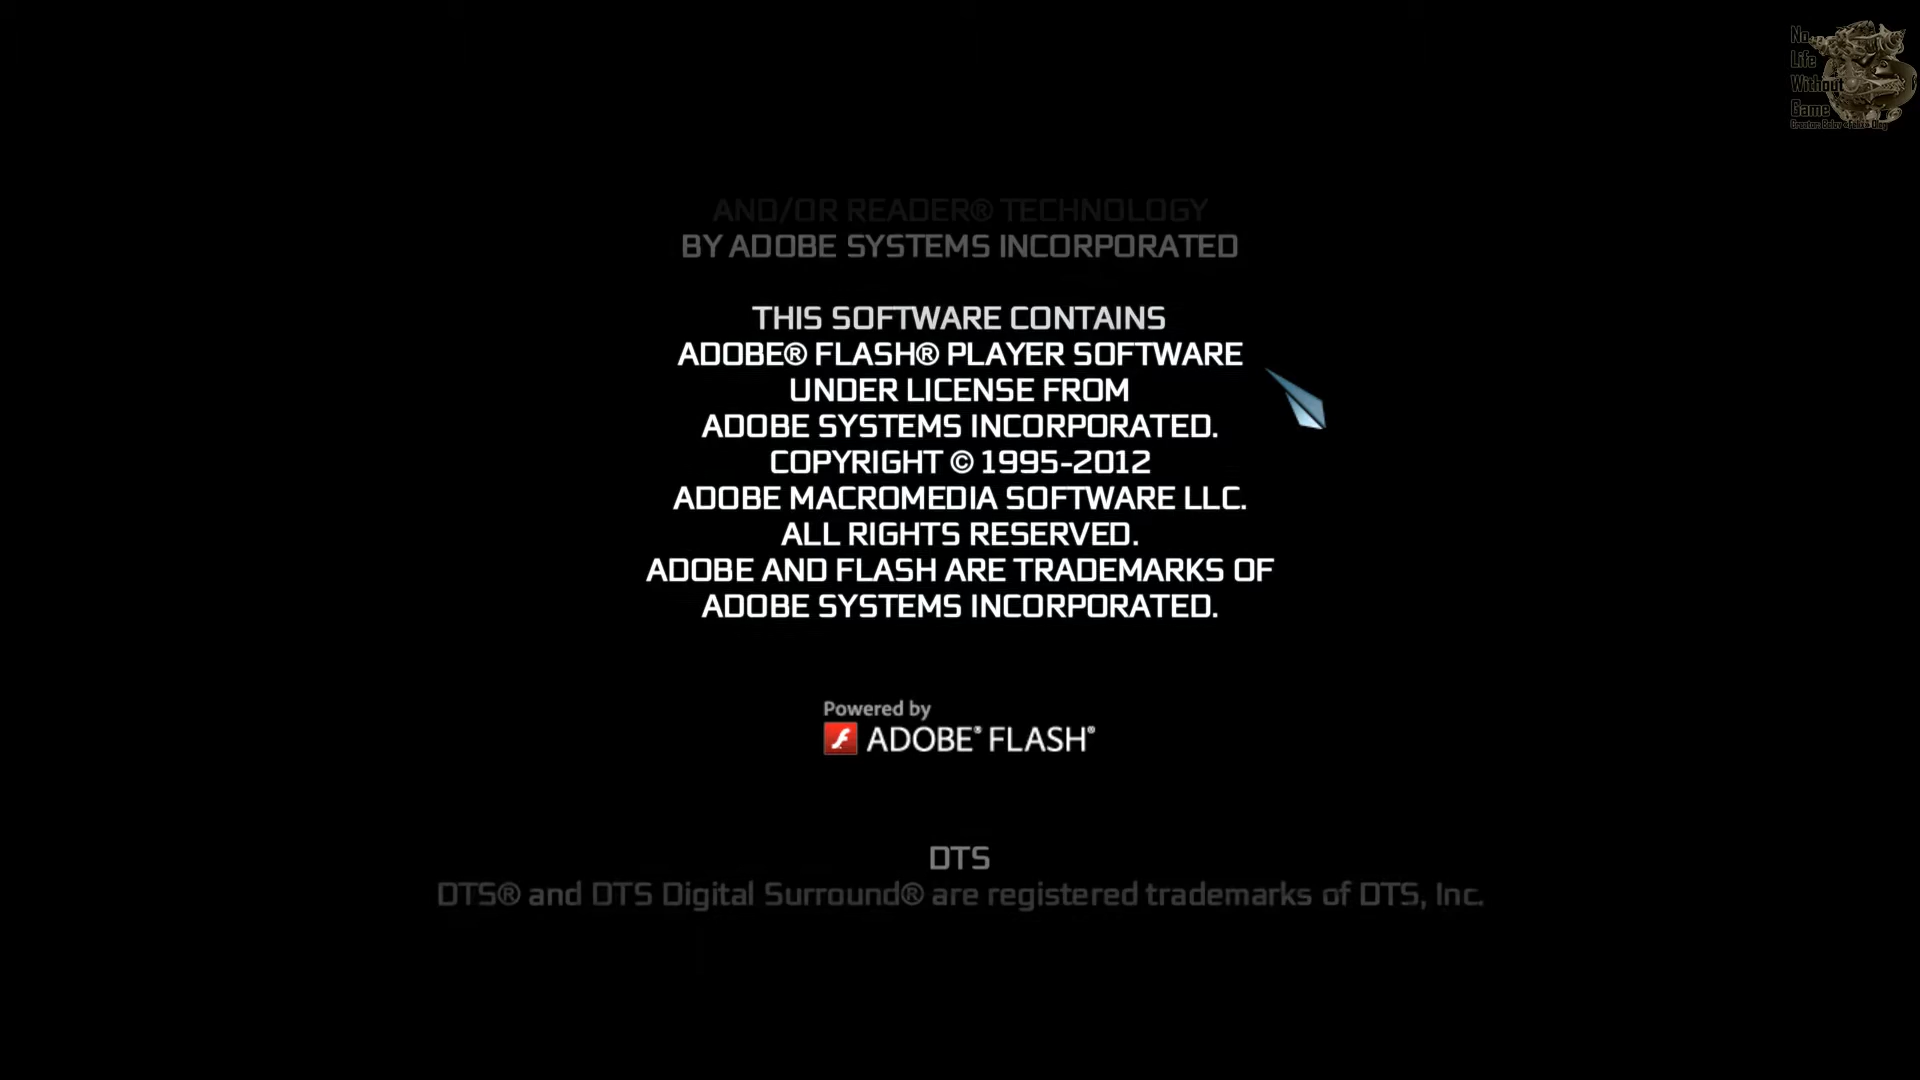 No
Life
Without
Game
AND/OR READER® TECHNOLOGY
BY ADOBE SYSTEMS INCORPORATED
THIS SOFTWARE CONTAINS
ADOBE® FLASH® PLAYER SOFTWARE
UNDER LICENSE FROM
ADOBE SYSTEMS INCORPORATED.
COPYRIGHT © 1995-2012
ADOBE MACROMEDIA SOFTWARE LLC.
ALL RIGHTS RESERVED.
ADOBE AND FLASH ARE TRADEMARKS OF
ADOBE SYSTEMS INCORPORATED.
Powered by
ADOBE® FLASH®
DTS
DTS® and DTS Digital Surround® are registered trademarks of DTS, Inc.